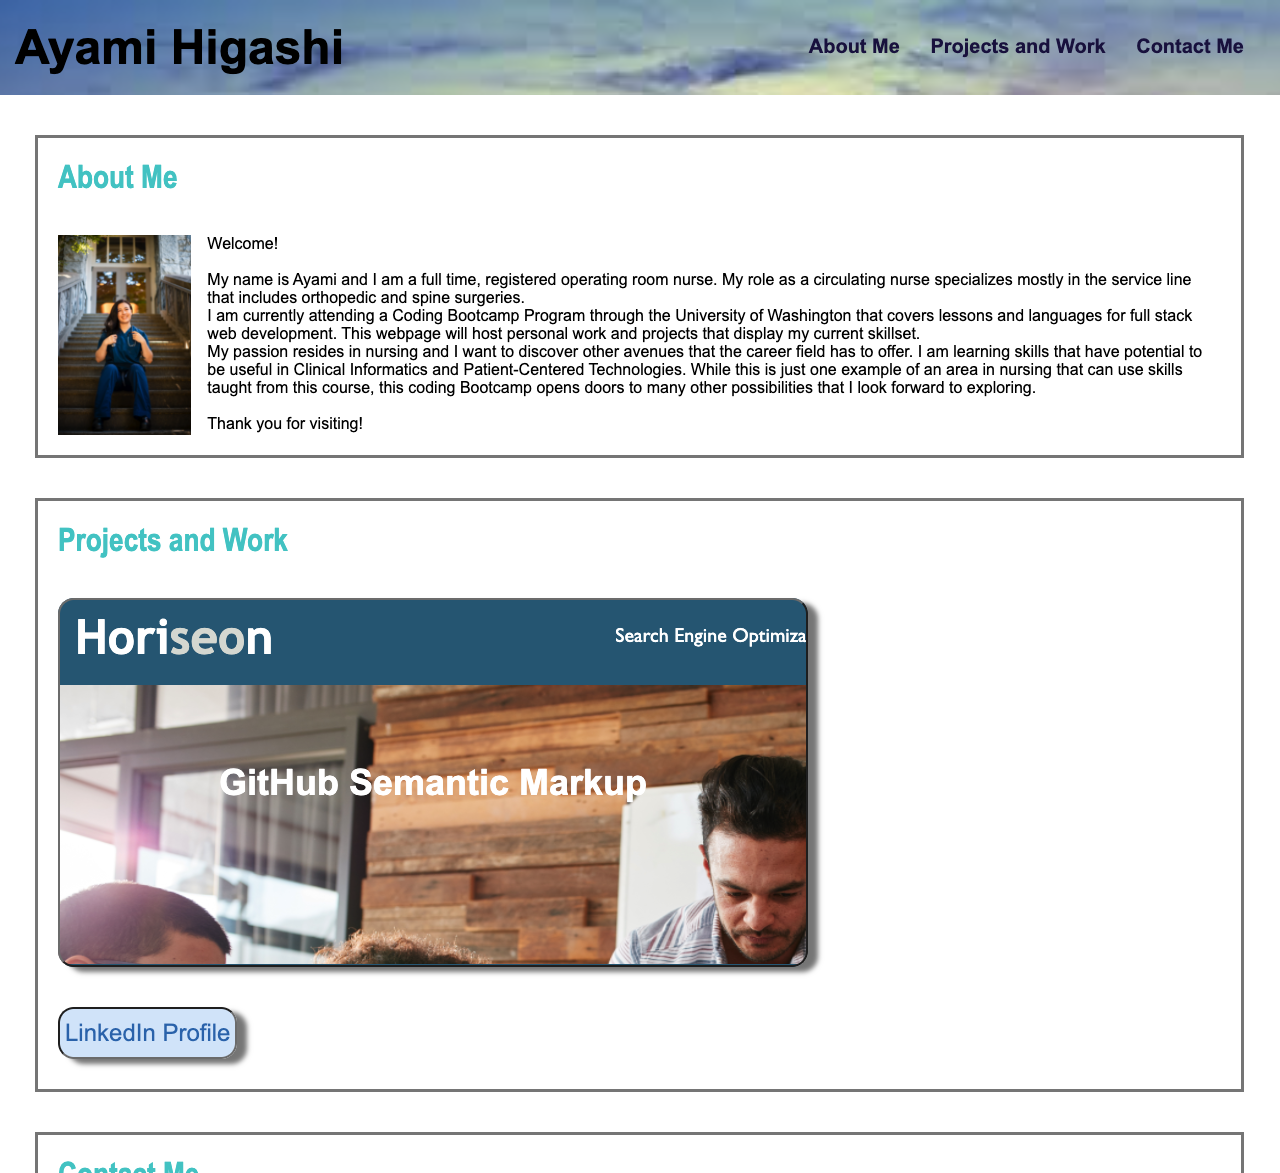 Ayami Higashi
About Me Projects and Work Contact Me
About Me
Welcome!
My name is Ayami and I am a full time, registered operating room nurse. My role as a circulating nurse specializes mostly in the service line
that includes orthopedic and spine surgeries.
I am currently attending a Coding Bootcamp Program through the University of Washington that covers lessons and languages for full stack
web development. This webpage will host personal work and projects that display my current skillset.
My passion resides in nursing and I want to discover other avenues that the career field has to offer. I am learning skills that have potential to
be useful in Clinical Informatics and Patient-Centered Technologies. While this is just one example of an area in nursing that can use skills
taught from this course, this coding Bootcamp opens doors to many other possibilities that I look forward to exploring.
Thank you for visiting!
Projects and Work
Horiseon
Search Engine Optimiza
GitHub Semantic Markup
LinkedIn Profile
Contact Me